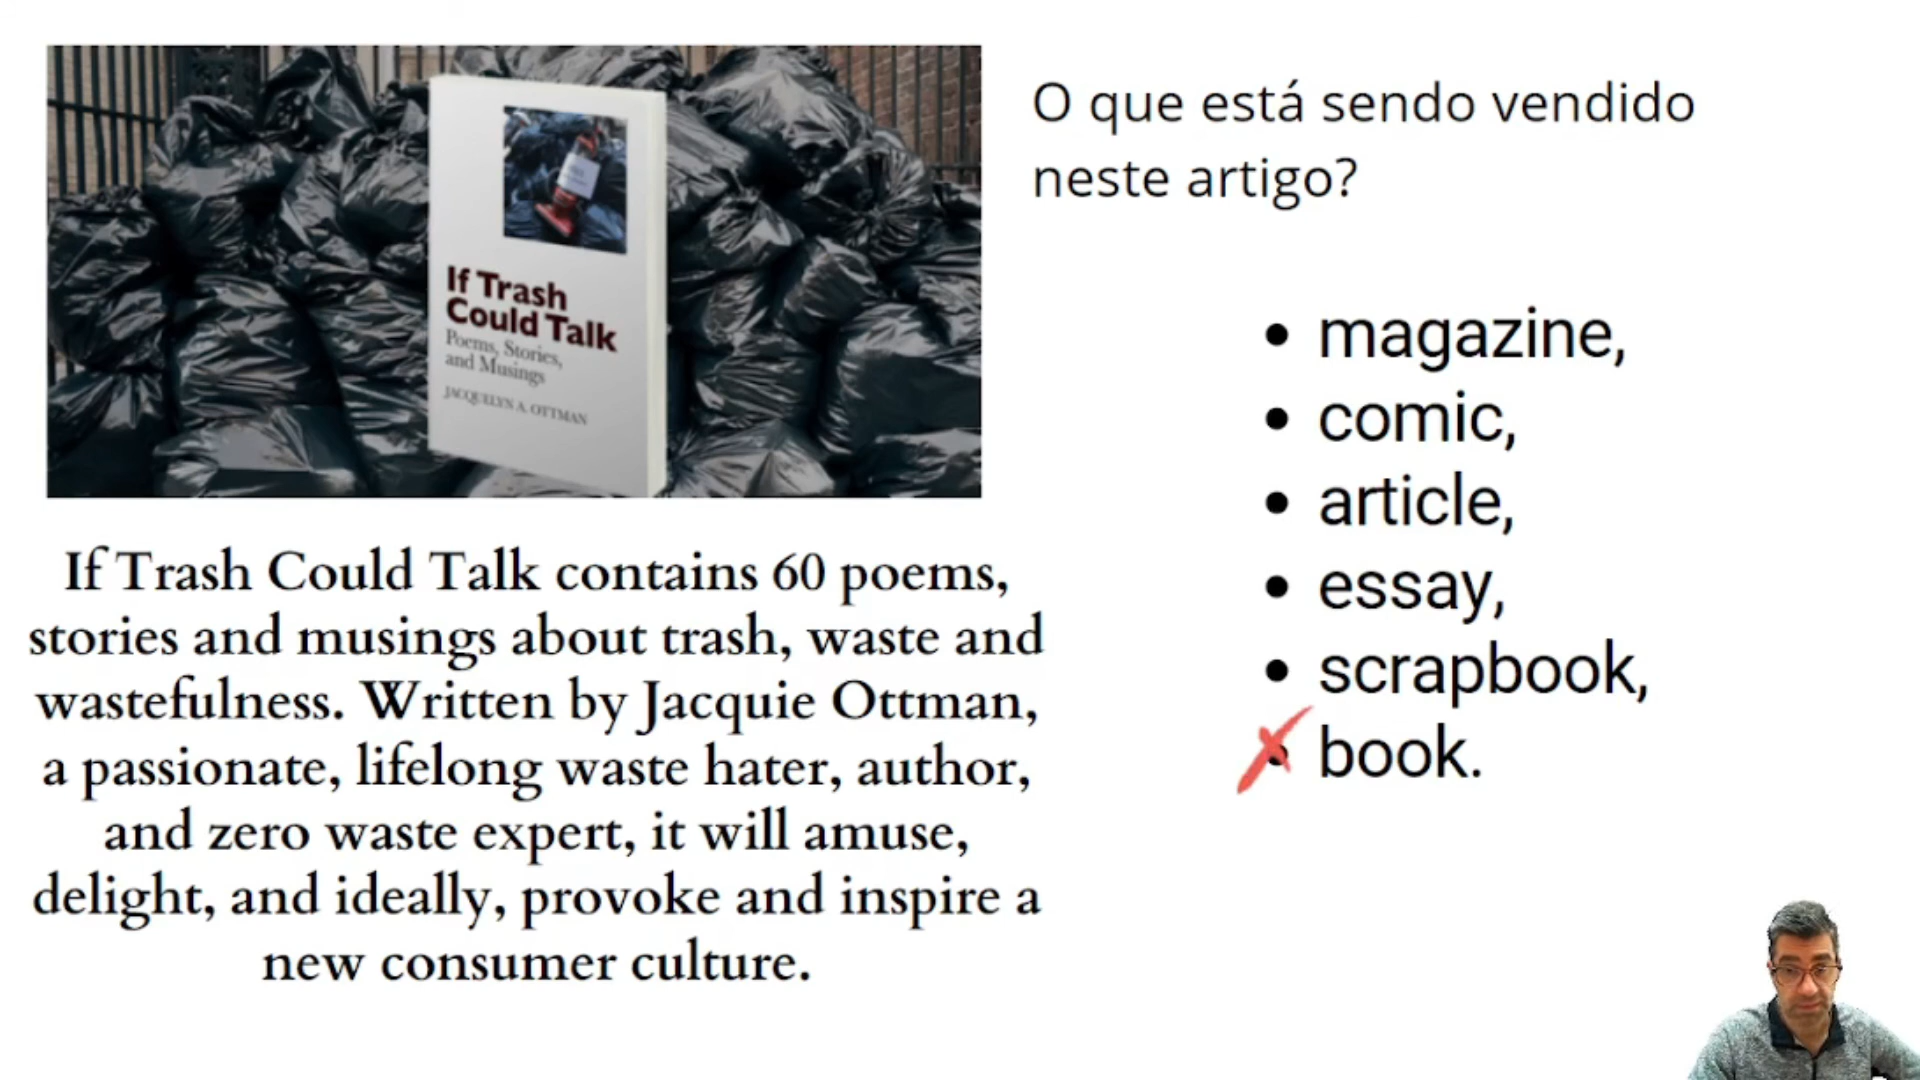 If Trash
Could Talk
Poems, Stories,
and Musings
JACQUELYN A. OTTMAN
If Trash Could Talk contains 60 poems,
stories and musings about trash, waste and
wastefulness. Written by Jacquie Ottman,
a passionate, lifelong waste hater, author,
and zero waste expert, it will amuse,
delight, and ideally, provoke and inspire a
new consumer culture.
O que está sendo vendido
neste artigo?
• magazine,
• comic,
• article,
• essay,
• scrapbook,
• book.